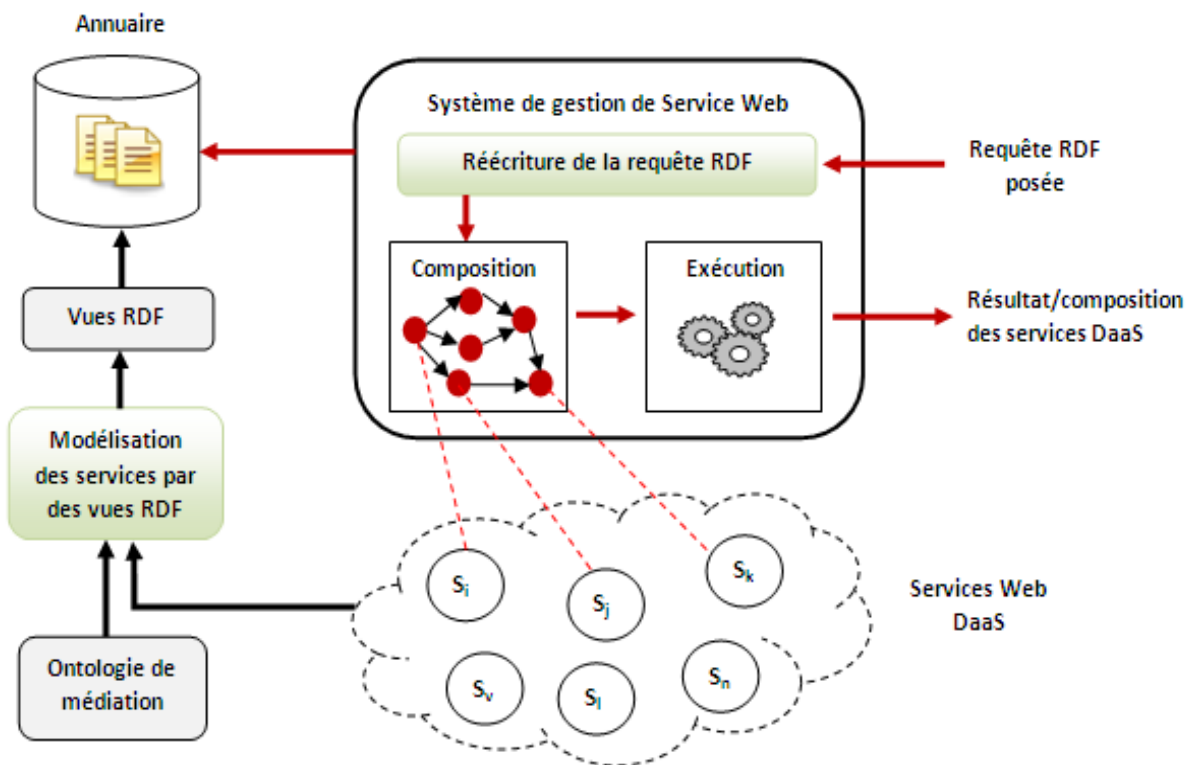 Annuaire
Système de gestion de Service Web
Réécriture de la requête RDF
Requête RDF
posée
Composition
Exécution
Résultat/composition
des services DaaS
Vues RDF
Modélisation
des services par
des vues RDF
Ontologie de
médiation
Si
Sj
Sk
Sv
Sl
Sn
Services Web
DaaS